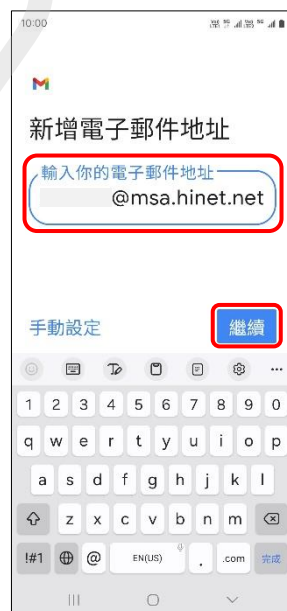 10:00
新增電子郵件地址
輸入你的電子郵件地址
@msa.hinet.net
手動設定
繼續
1 2 3 4 5 6 7 8 9 0
q w e r t y u i o p
a s d f g h j k l
z x c v b n m
!#1 @ EN(US) . .com 完成